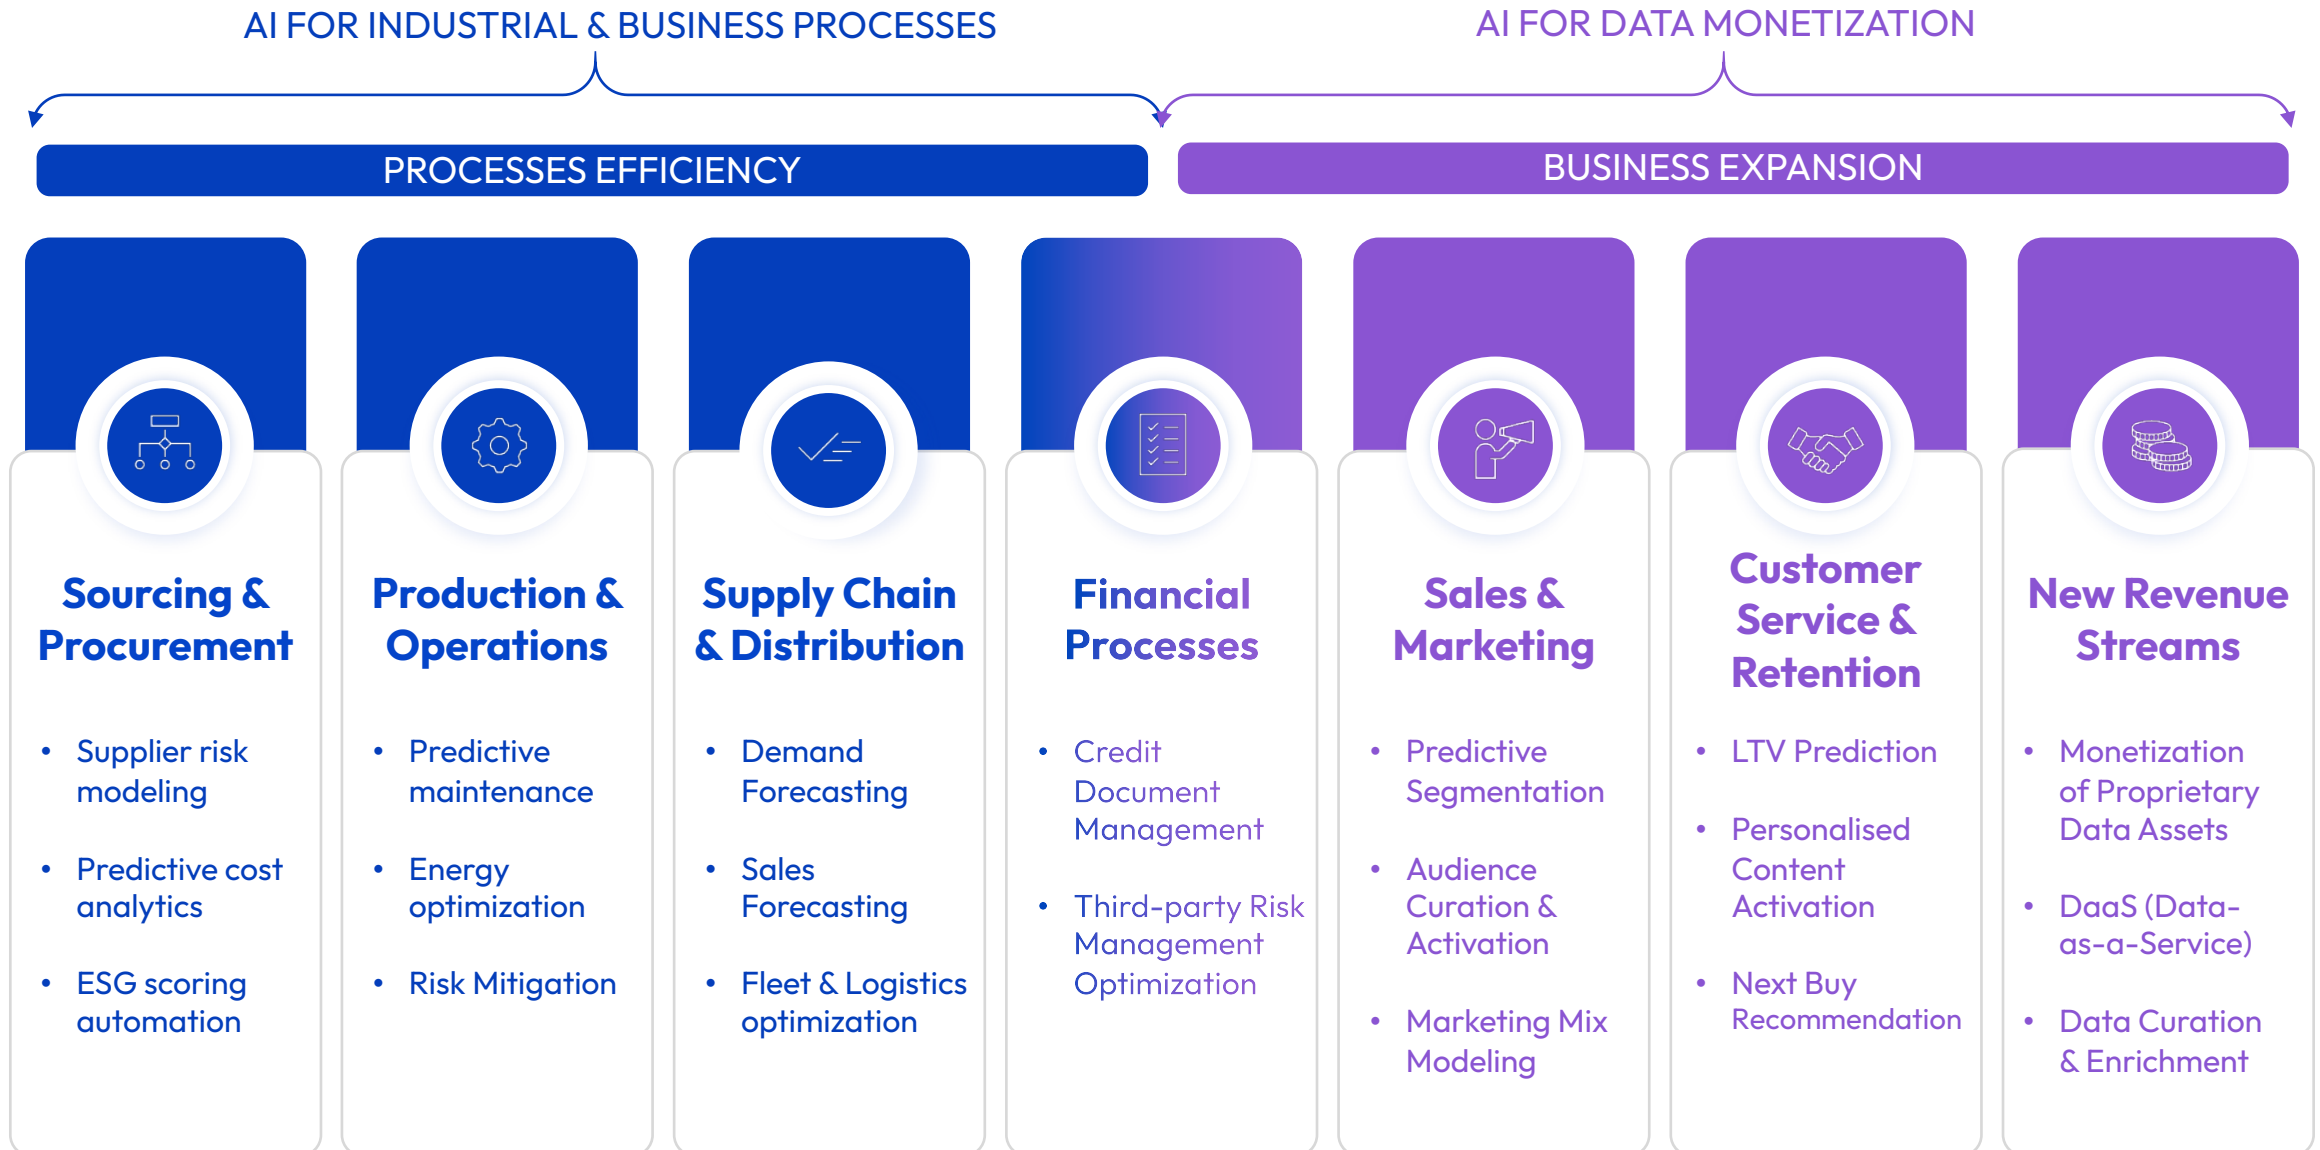 AI FOR INDUSTRIAL & BUSINESS PROCESSES
AI FOR DATA MONETIZATION
PROCESSES EFFICIENCY
BUSINESS EXPANSION
Sourcing &
Procurement
• Supplier risk
modeling
• Predictive cost
analytics
• ESG scoring
automation
Production &
Operations
• Predictive
maintenance
• Energy
optimization
• Risk Mitigation
Supply Chain
& Distribution
• Demand
Forecasting
• Sales
Forecasting
• Fleet & Logistics
optimization
Financial
Processes
• Credit
Document
Management
• Third-party Risk
Management
Optimization
Sales &
Marketing
• Predictive
Segmentation
• Audience
Curation &
Activation
• Marketing Mix
Modeling
Customer
Service &
Retention
• LTV Prediction
• Personalised
Content
Activation
• Next Buy
Recommendation
New Revenue
Streams
• Monetization
of Proprietary
Data Assets
• DaaS (Data-
as-a-Service)
• Data Curation
& Enrichment